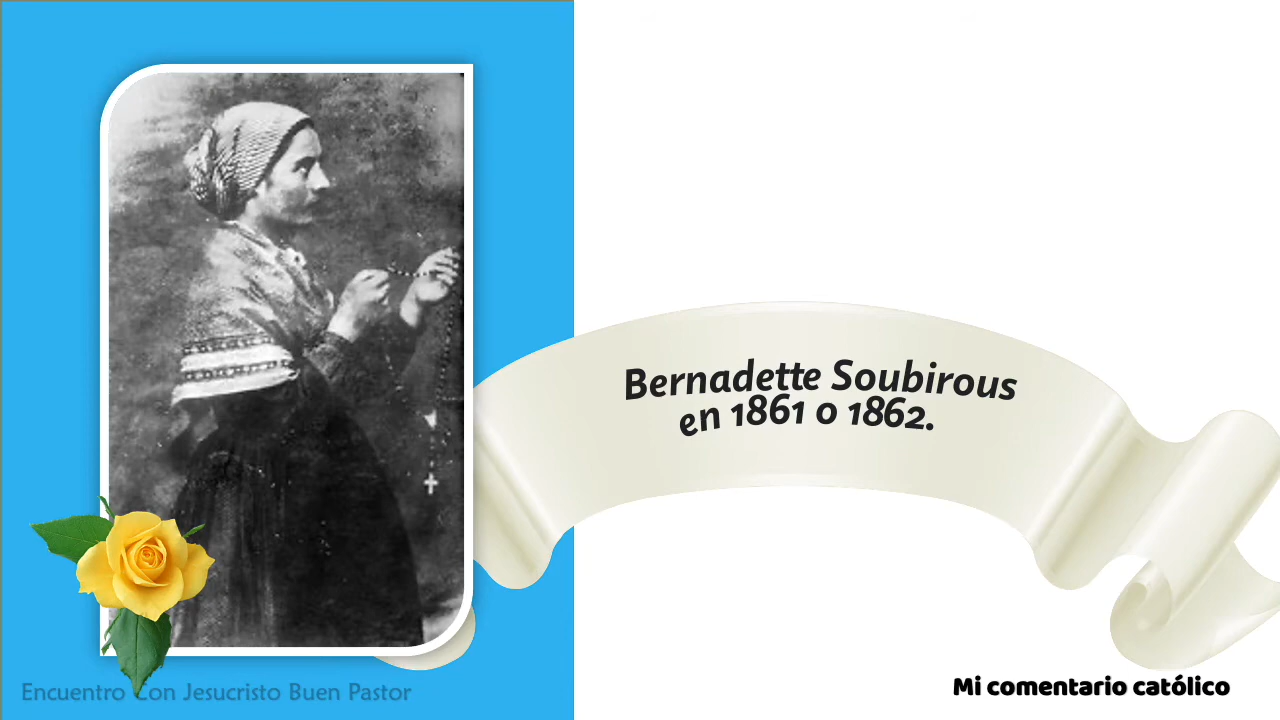 Bernadette Soubirous
en 1861 o 1862.
Encuentro Con Jesucristo Buen Pastor
Mi comentario católico